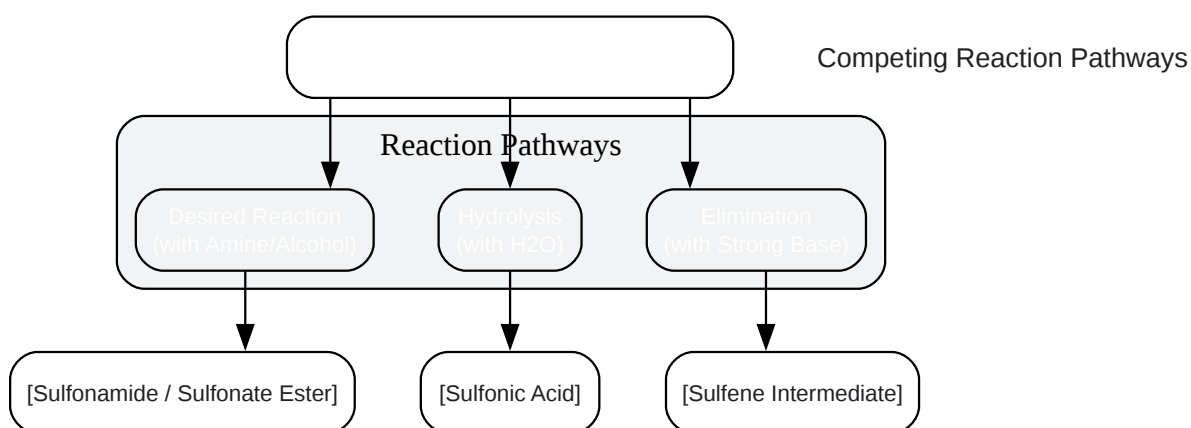 Competing Reaction Pathways
Reaction Pathways
Desired Reaction
(with Amine/Alcohol)
Hydrolysis
(with H2O)
Elimination
(with Strong Base)
[Sulfonamide / Sulfonate Ester]
[Sulfonic Acid]
[Sulfene Intermediate]